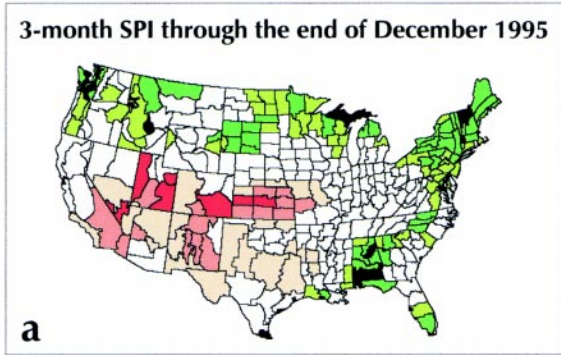 3-month SPI through the end of December 1995
a